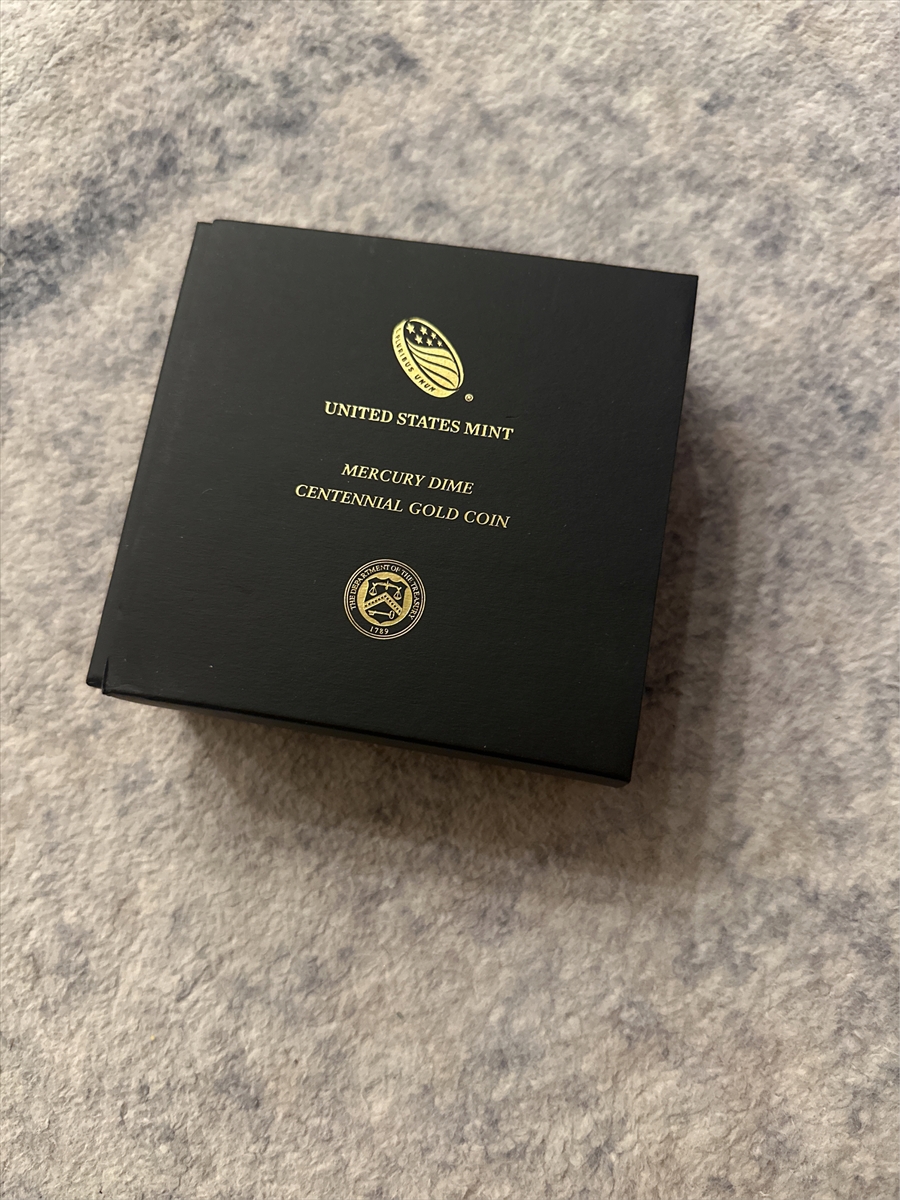 E PLURIBUS UNUM
®
UNITED STATES MINT
MERCURY DIME
CENTENNIAL GOLD COIN
THE DEPARTMENT OF THE TREASURY
1789